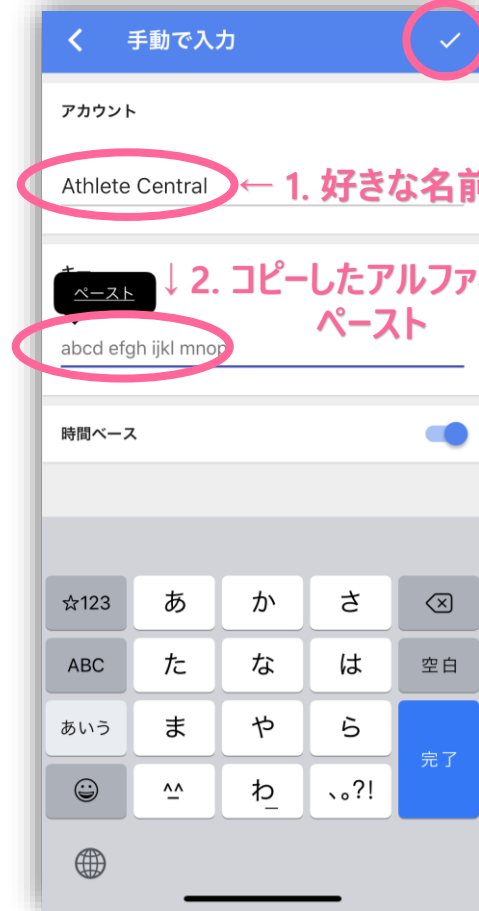 手動で入力
アカウント
Athlete Central
← 1. 好きな名前
キー
ペースト
↓ 2. コピーしたアルファ
ペースト
abcd efgh ijkl mnop
時間ベース
☆123 あ か さ
ABC た な は 空白
あいう ま や ら
完了
^^ わ 、。?!